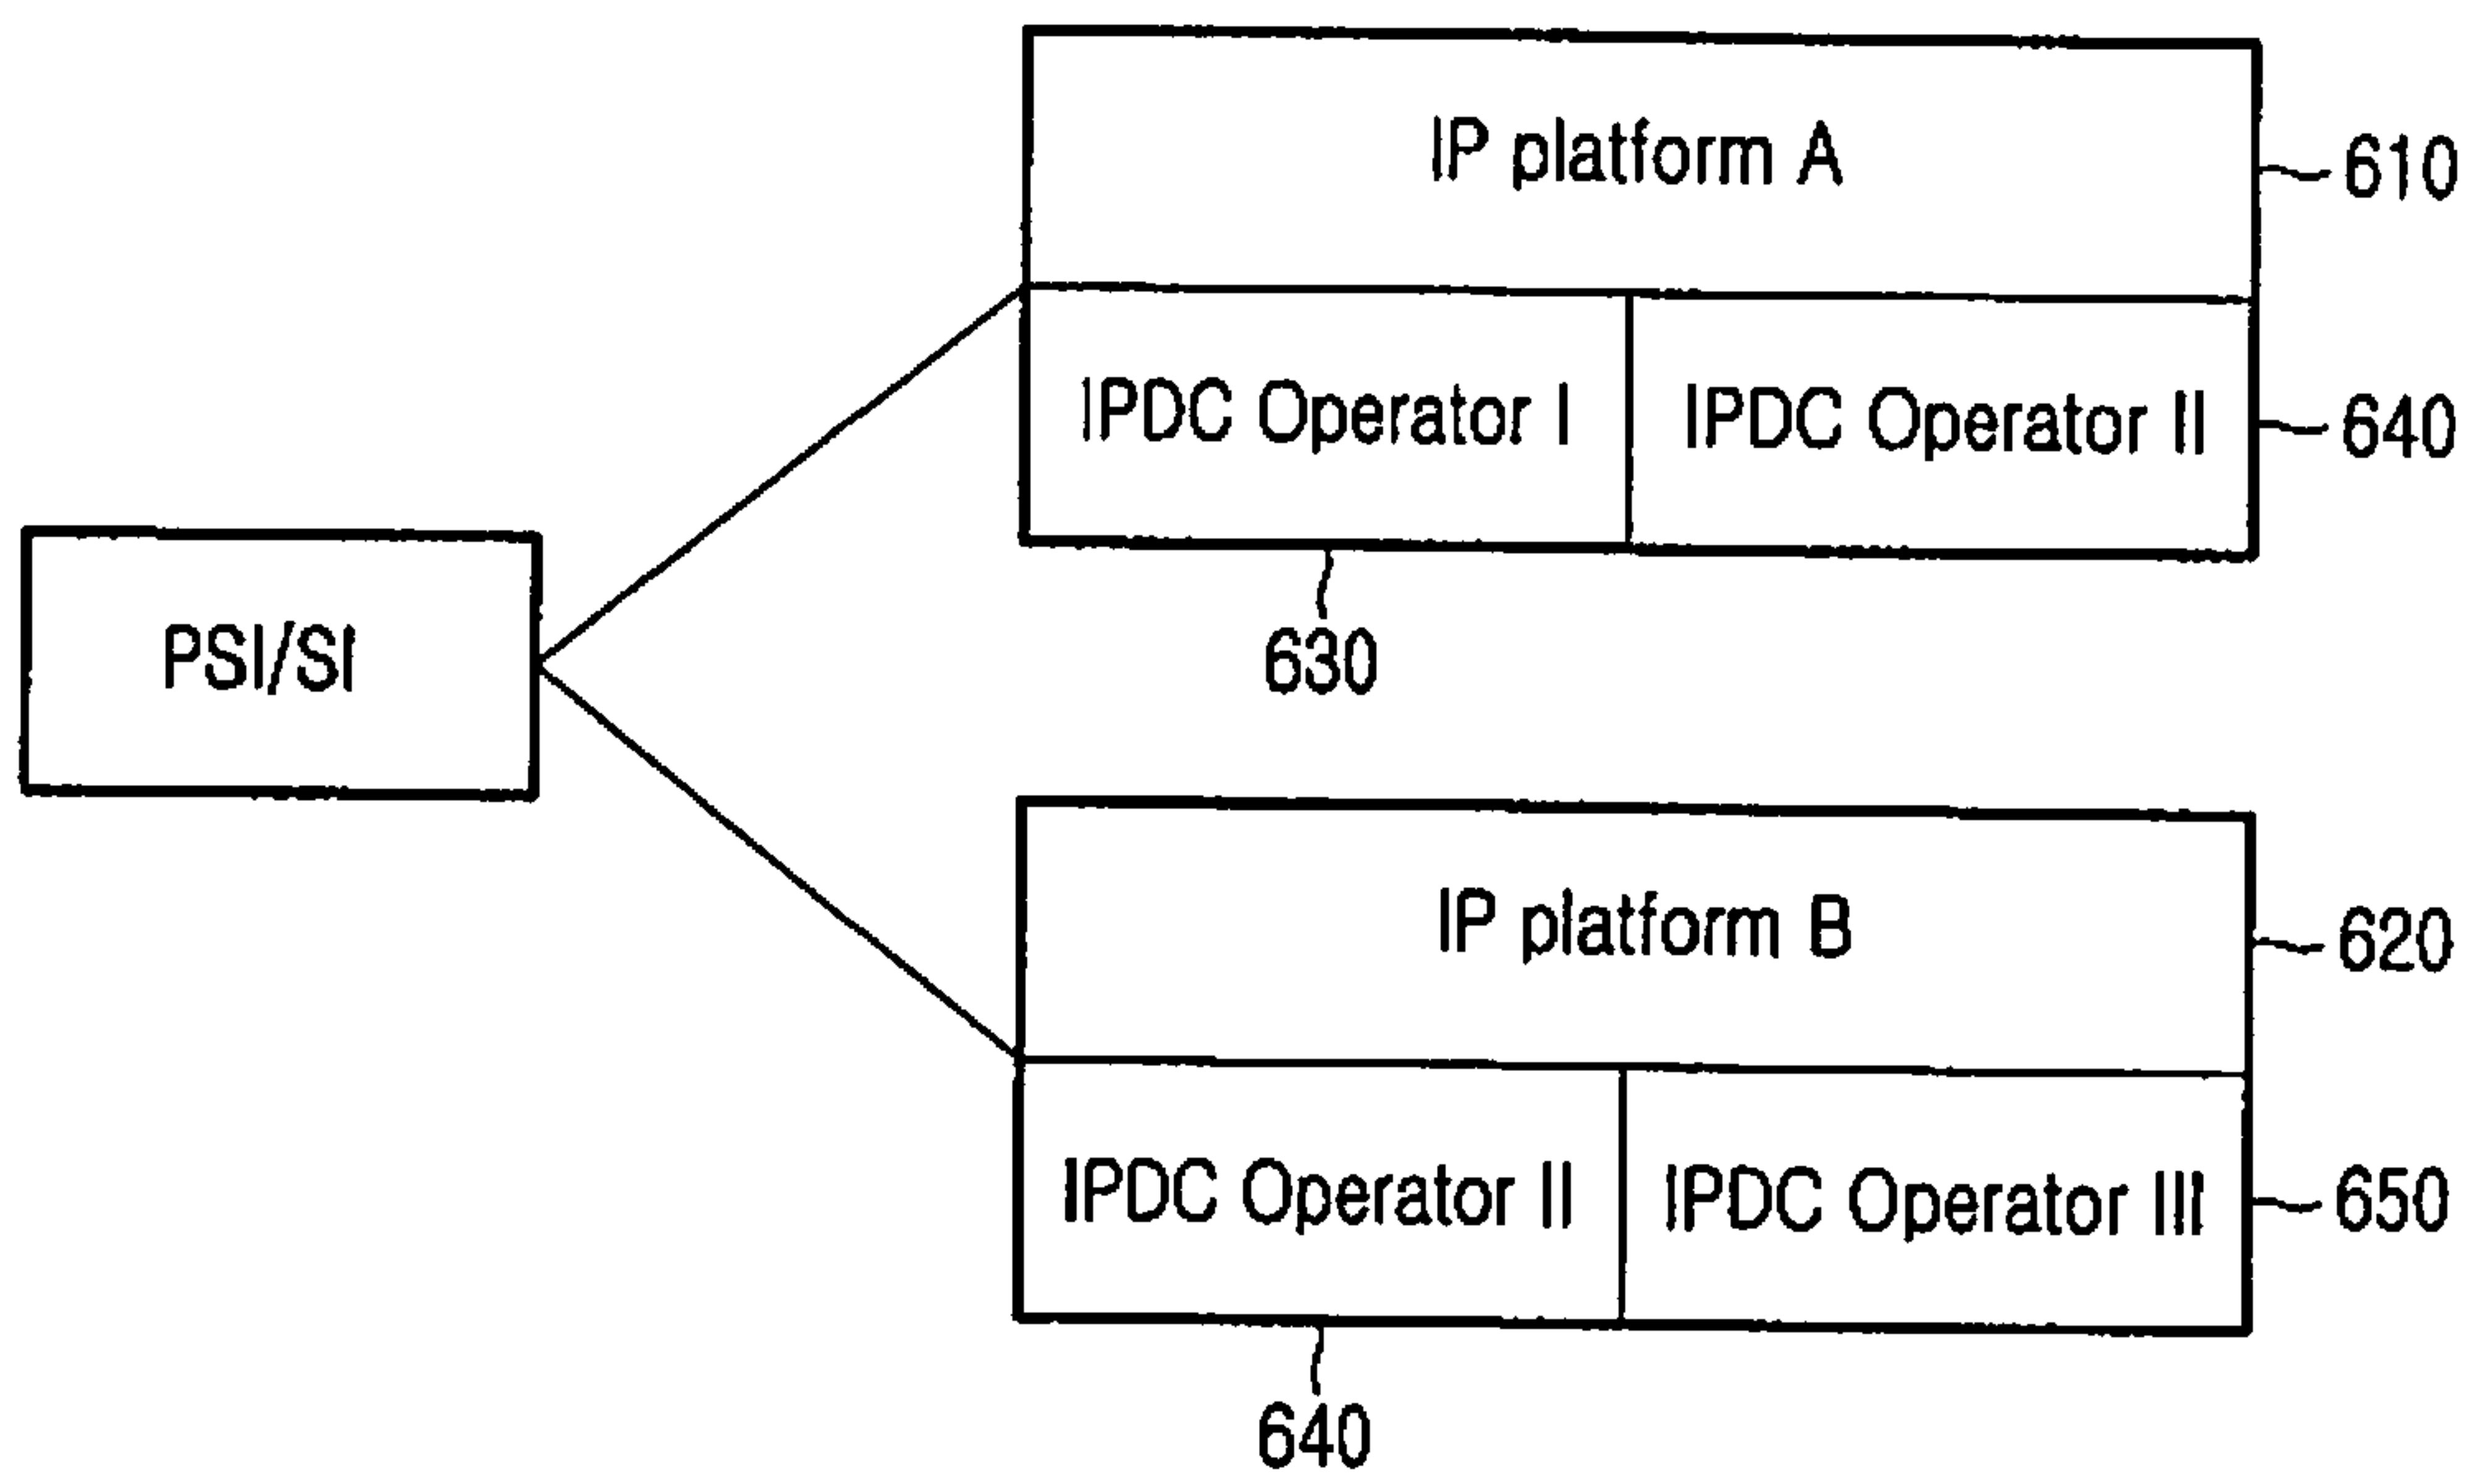 IP platform A
610
IPDC Operator I
IPDC Operator II
640
630
PSI/SI
IP platform B
620
IPDC Operator II
IPDC Operator III
650
640